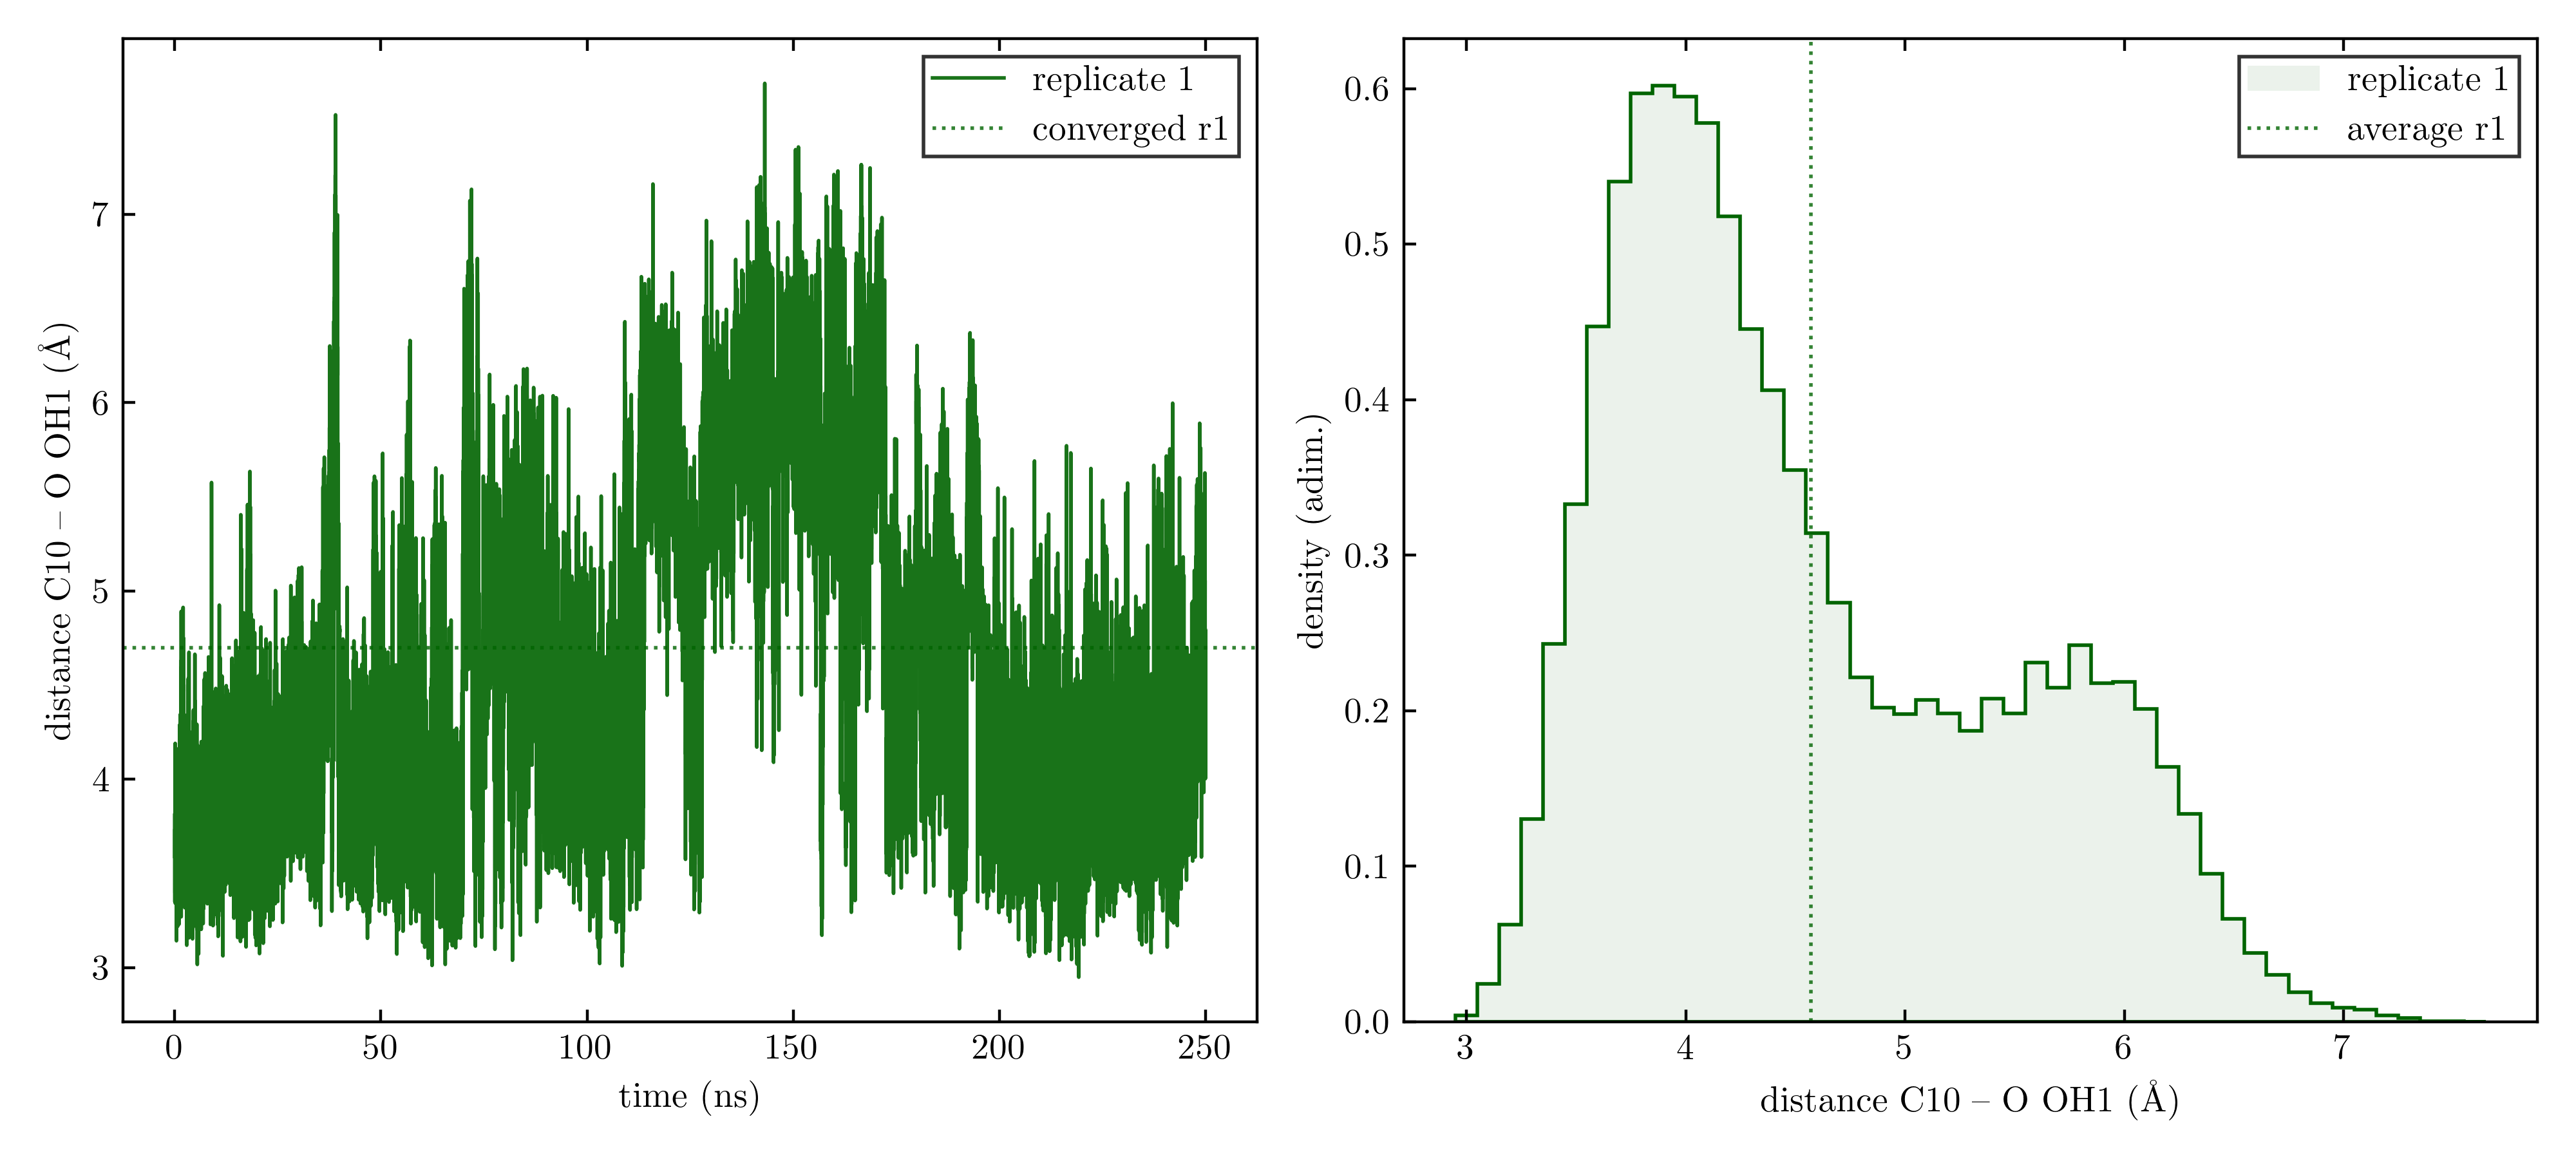 replicate 1
converged r1
7
6
5
4
3
distance C10 – O OH1 (Å)
0 50 100 150 200 250
time (ns)
replicate 1
average r1
0.6
0.5
0.4
0.3
0.2
0.1
0.0
density (adim.)
3 4 5 6 7
distance C10 – O OH1 (Å)